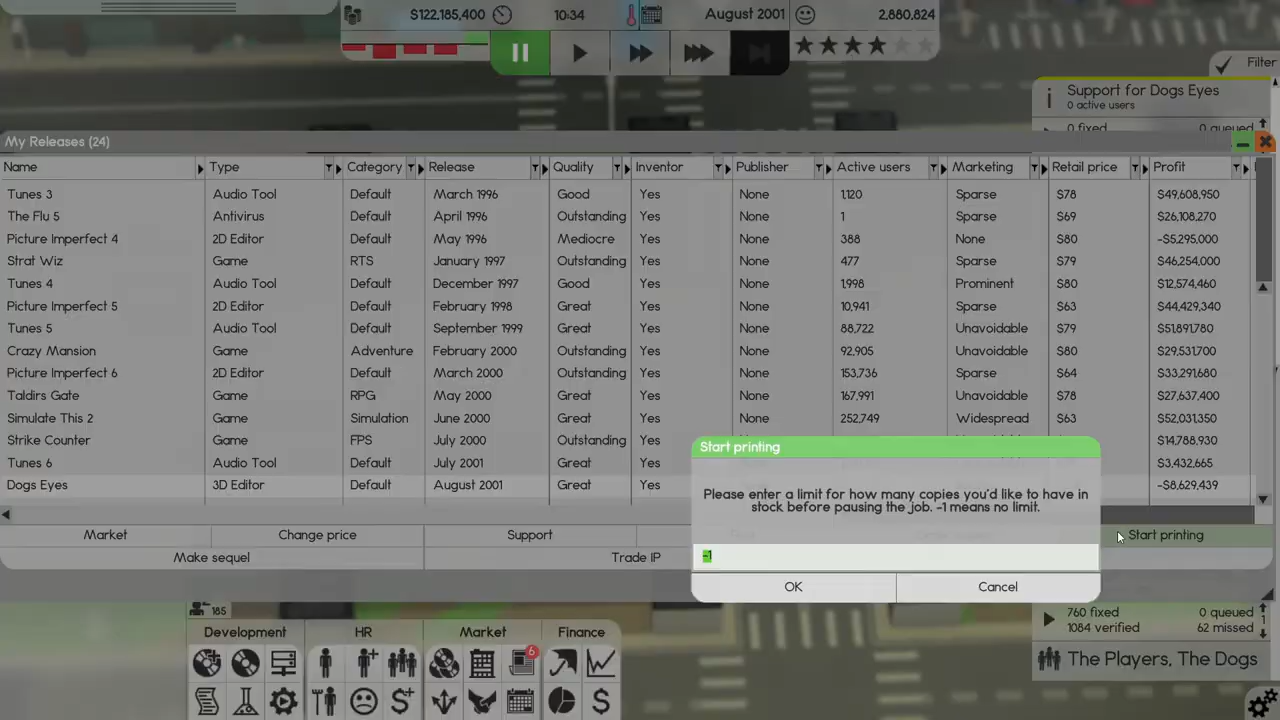 $122,185,400 10:34 August 2001 2,880,824
Filter
Support for Dogs Eyes
0 active users
0 fixed 0 queued
My Releases (24)
Name Type Category Release Quality Inventor Publisher Active users Marketing Retail price Profit
Tunes 3 Audio Tool Default March 1996 Good Yes None 1,120 Sparse $78 $49,608,950
The Flu 5 Antivirus Default April 1996 Outstanding Yes None 1 Sparse $69 $26,108,270
Picture Imperfect 4 2D Editor Default May 1996 Mediocre Yes None 388 None $80 -$5,295,000
Strat Wiz Game RTS January 1997 Outstanding Yes None 477 Sparse $79 $46,254,000
Tunes 4 Audio Tool Default December 1997 Good Yes None 1,998 Prominent $80 $12,574,460
Picture Imperfect 5 2D Editor Default February 1998 Great Yes None 10,941 Sparse $63 $44,429,340
Tunes 5 Audio Tool Default September 1999 Great Yes None 88,722 Unavoidable $79 $51,891,780
Crazy Mansion Game Adventure February 2000 Outstanding Yes None 92,905 Unavoidable $80 $29,531,700
Picture Imperfect 6 2D Editor Default March 2000 Outstanding Yes None 153,736 Sparse $64 $33,291,680
Taldirs Gate Game RPG May 2000 Great Yes None 167,991 Unavoidable $78 $27,637,400
Simulate This 2 Game Simulation June 2000 Great Yes None 252,749 Widespread $63 $52,031,350
Strike Counter Game FPS July 2000 Outstanding Yes $14,788,930
Tunes 6 Audio Tool Default July 2001 Great Yes $3,432,665
Dogs Eyes 3D Editor Default August 2001 Great Yes -$8,629,439
Start printing
Please enter a limit for how many copies you'd like to have in
stock before pausing the job. -1 means no limit.
-1
OK Cancel
Market Change price Support Start printing
Make sequel Trade IP
185
760 fixed 0 queued
1
1084 verified 62 missed
Development HR Market Finance
6
The Players, The Dogs